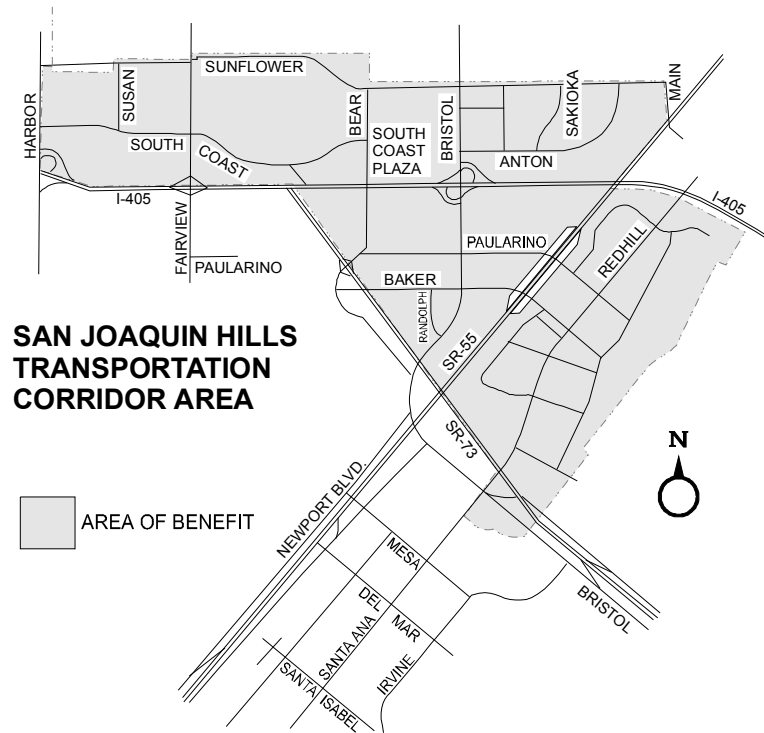 SUNFLOWER
HARBOR
SUSAN
BEAR
BRISTOL
SAKIOKA
MAIN
SOUTH
COAST
SOUTH
COAST
PLAZA
ANTON
I-405
I-405
FAIRVIEW
PAULARINO
PAULARINO
REDHILL
BAKER
RANDOLPH
SAN JOAQUIN HILLS
TRANSPORTATION
CORRIDOR AREA
SR-55
SR-73
N
AREA OF BENEFIT
NEWPORT BLVD.
MESA
DEL
MAR
BRISTOL
SANTA ANA
IRVINE
SANTA
ISABEL